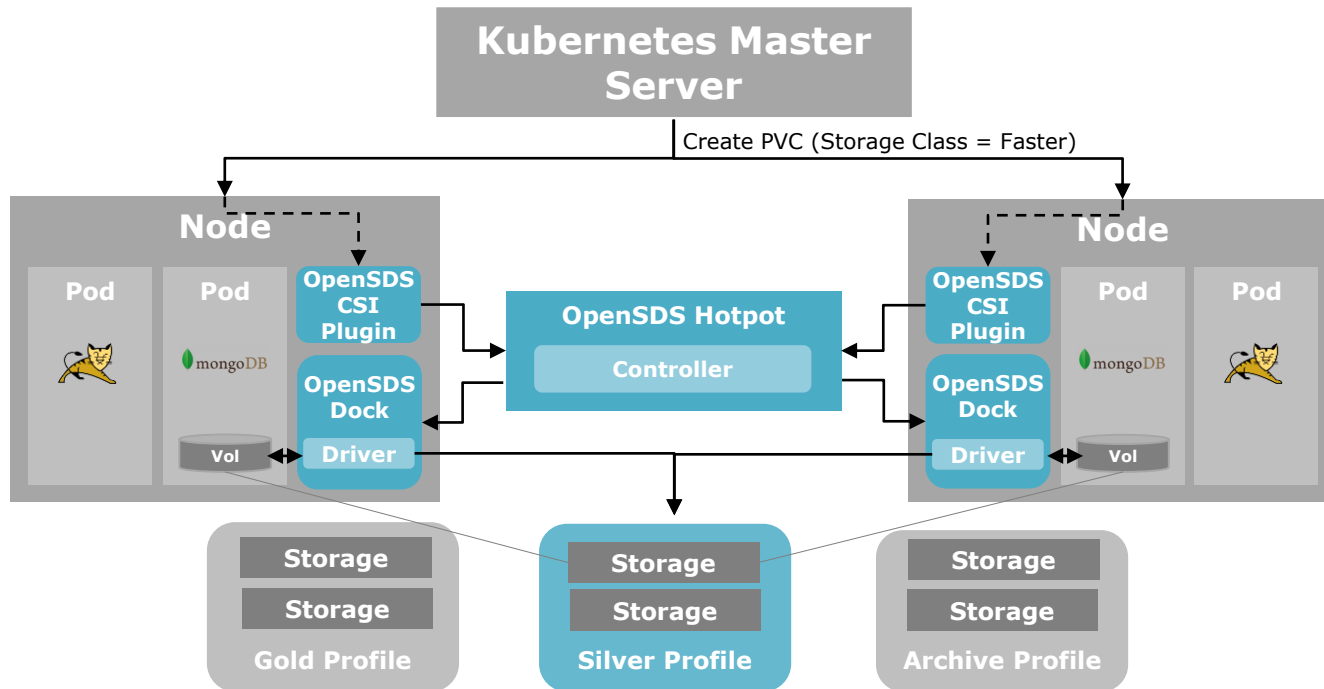 Kubernetes Master
Server
Create PVC (Storage Class = Faster)
Node
Pod
Pod
mongoDB
Vol
OpenSDS
CSI
Plugin
OpenSDS
Dock
Driver
OpenSDS Hotpot
Controller
Node
OpenSDS
CSI
Plugin
OpenSDS
Dock
Driver
Pod
mongoDB
Vol
Pod
Storage
Storage
Gold Profile
Storage
Storage
Silver Profile
Storage
Storage
Archive Profile